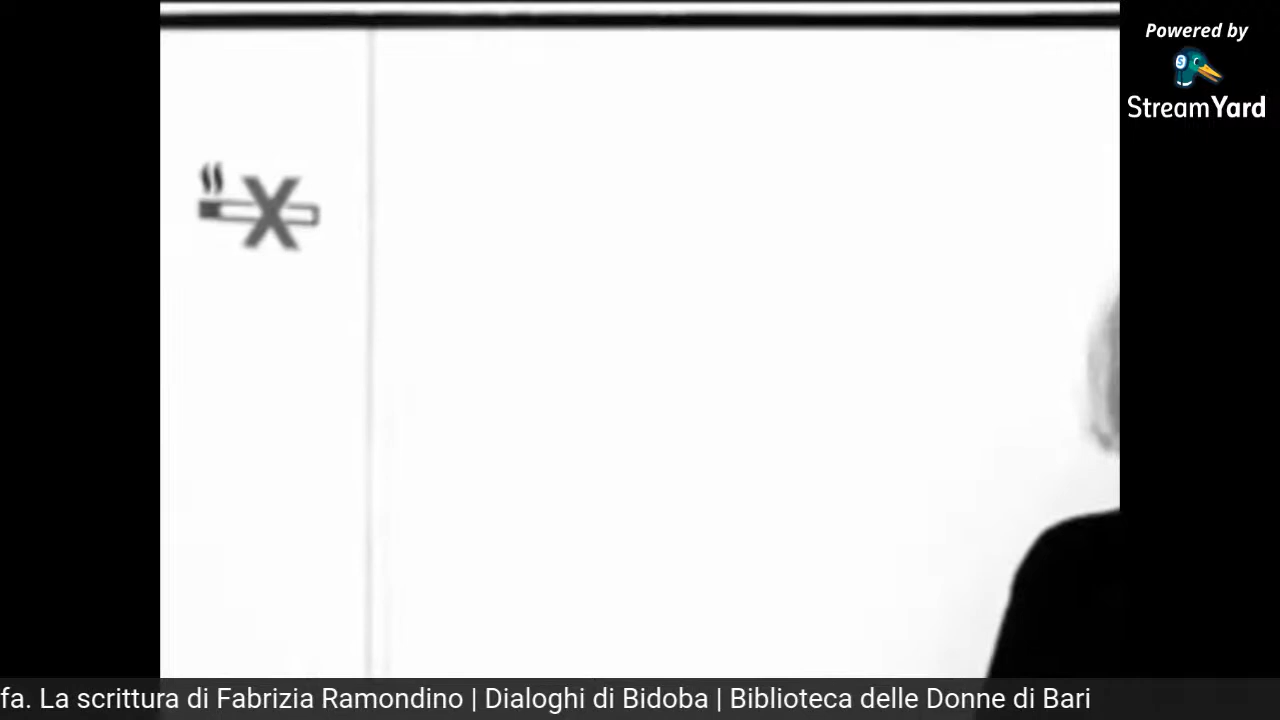 Powered by
StreamYard
fa. La scrittura di Fabrizia Ramondino | Dialoghi di Bidoba | Biblioteca delle Donne di Bari